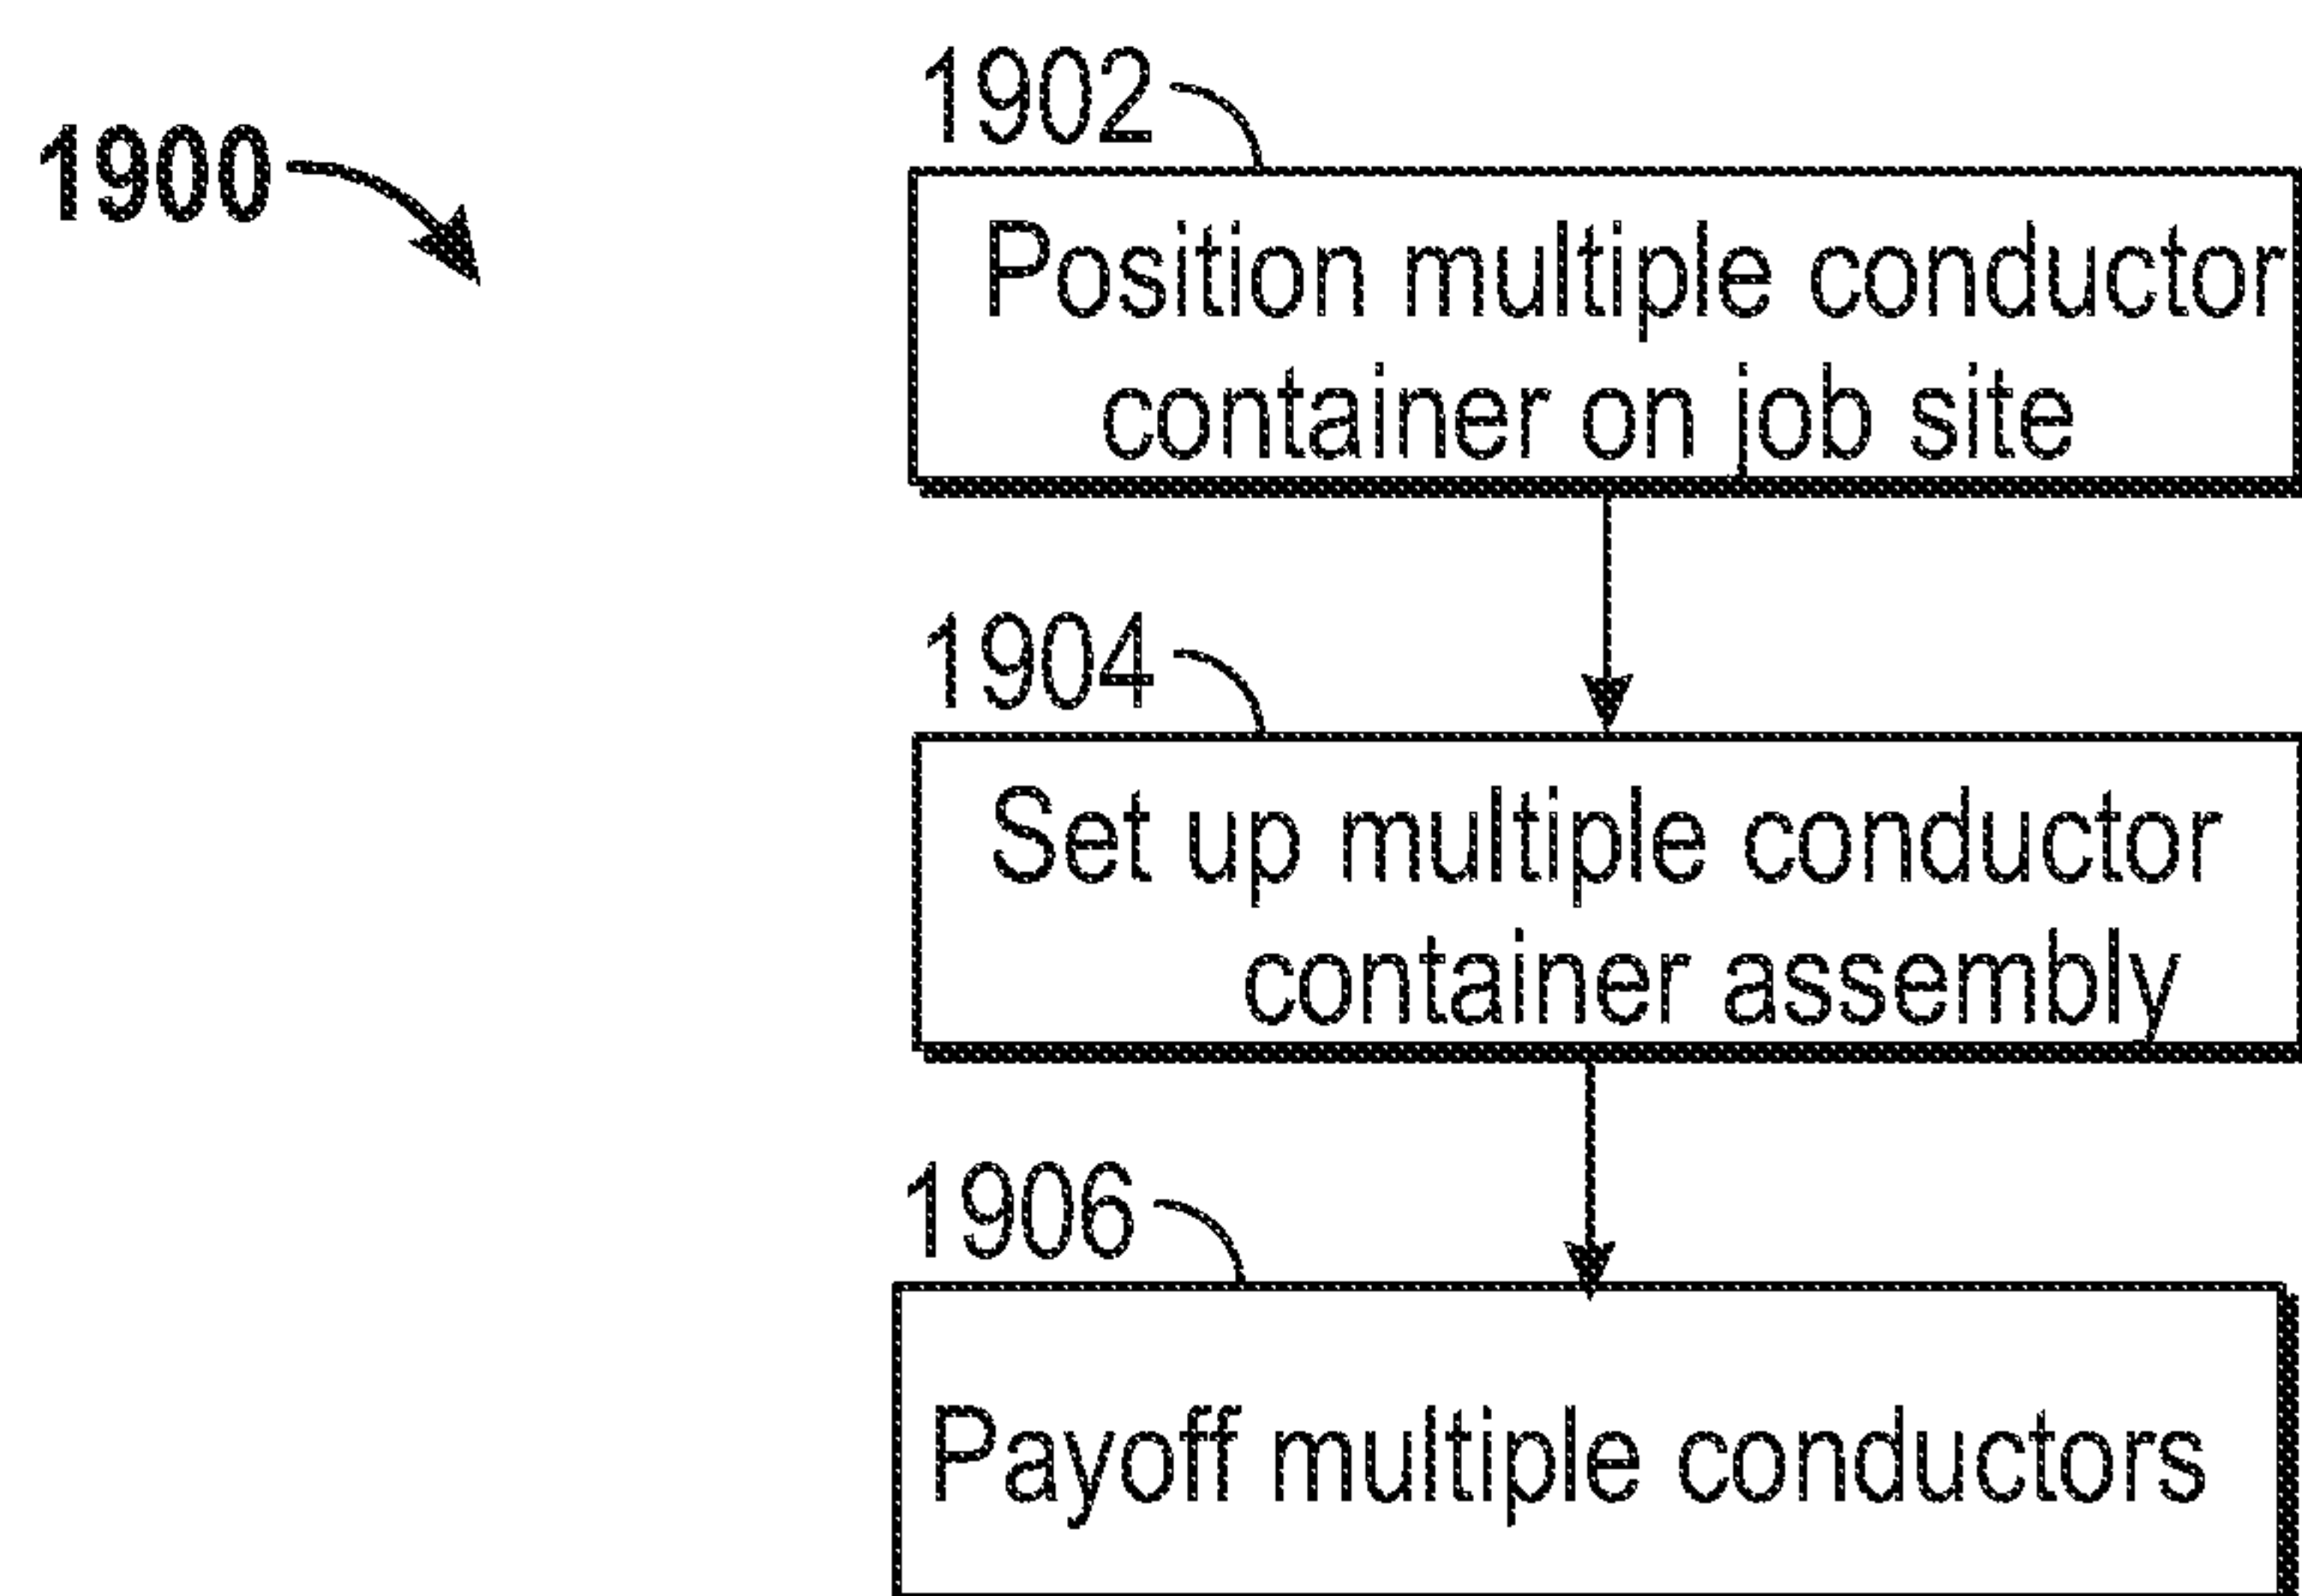 1900
1902
Position multiple conductor
container on job site
1904
Set up multiple conductor
container assembly
1906
Payoff multiple conductors